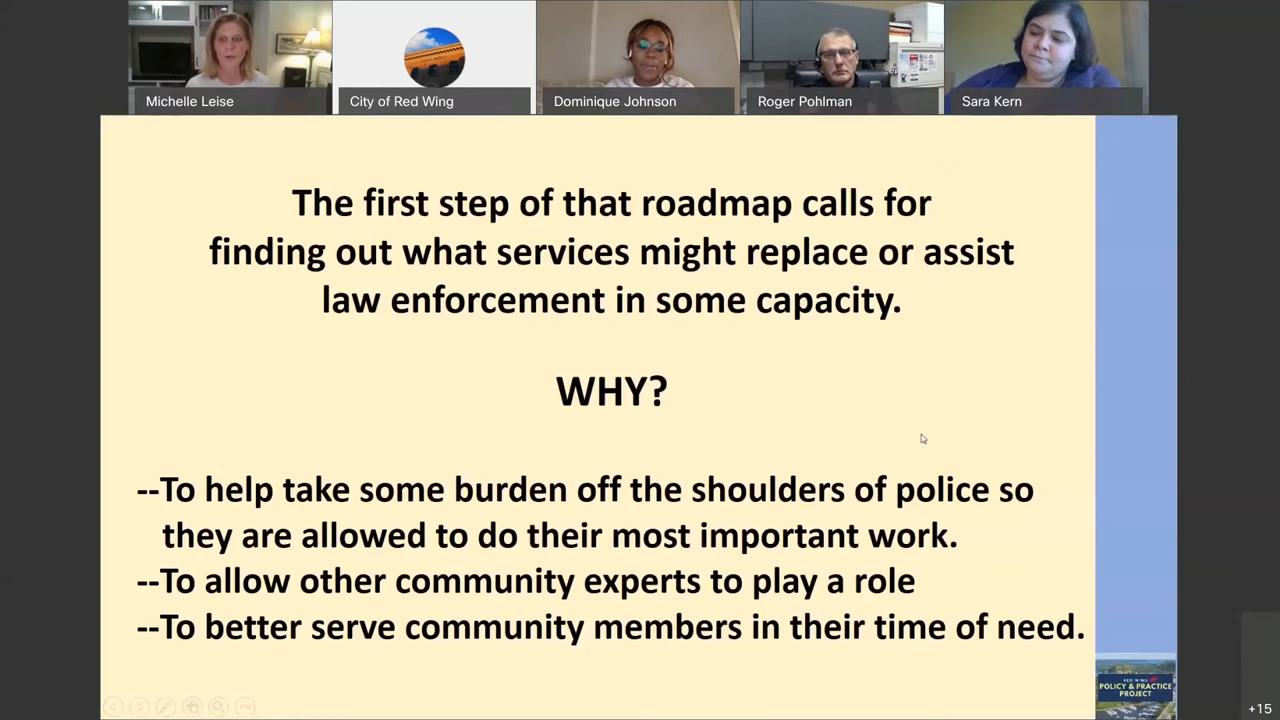 Michelle Leise
City of Red Wing
Dominique Johnson
Roger Pohlman
Sara Kern
The first step of that roadmap calls for
finding out what services might replace or assist
law enforcement in some capacity.
WHY?
--To help take some burden off the shoulders of police so
they are allowed to do their most important work.
--To allow other community experts to play a role
--To better serve community members in their time of need.
RED WING
POLICY & PRACTICE
PROJECT
+15